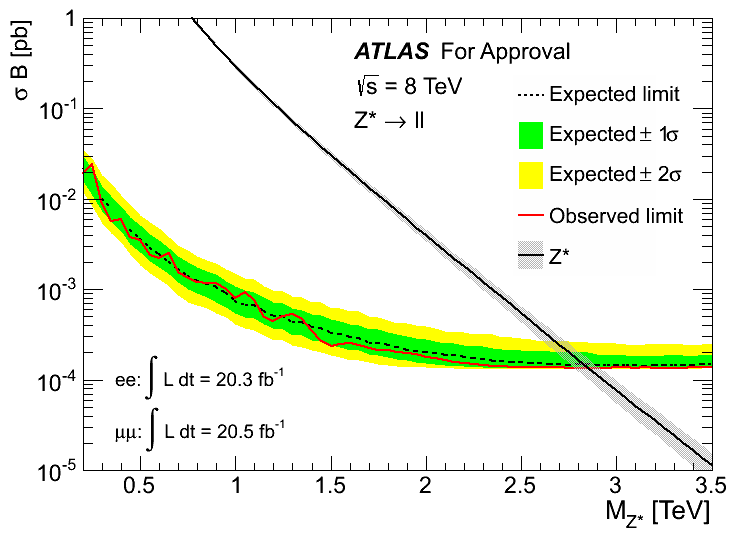 σ B [pb]
1
10⁻¹
10⁻²
10⁻³
10⁻⁴
10⁻⁵
ATLAS For Approval
√s = 8 TeV
Z* → ll
Expected limit
Expected ± 1σ
Expected ± 2σ
Observed limit
Z*
ee: ∫ L dt = 20.3 fb⁻¹
μμ: ∫ L dt = 20.5 fb⁻¹
0.5 1 1.5 2 2.5 3 3.5
M_Z* [TeV]